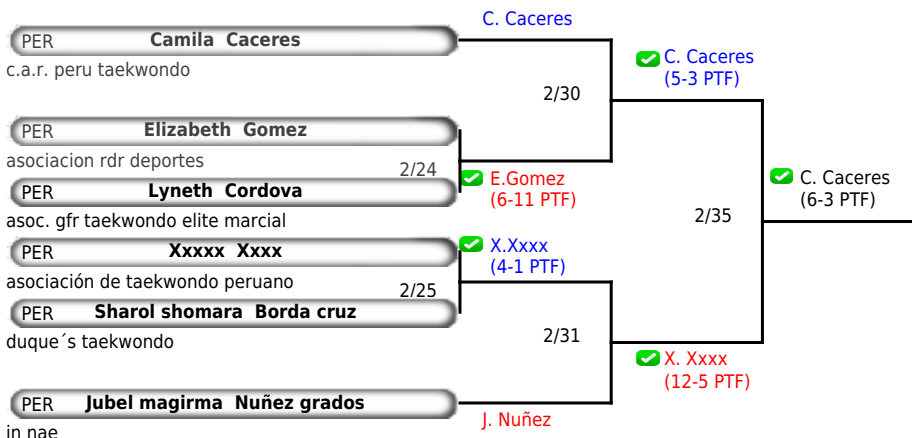 C. Caceres
PER Camila Caceres
c.a.r. peru taekwondo
C. Caceres
(5-3 PTF)
2/30
PER Elizabeth Gomez
asociacion rdr deportes
2/24
E.Gomez
(6-11 PTF)
PER Lyneth Cordova
asoc. gfr taekwondo elite marcial
C. Caceres
(6-3 PTF)
2/35
PER Xxxxx Xxxx
X.Xxxx
(4-1 PTF)
asociación de taekwondo peruano
2/25
PER Sharol shomara Borda cruz
duque´s taekwondo
2/31
X. Xxxx
(12-5 PTF)
PER Jubel magirma Nuñez grados
J. Nuñez
in nae